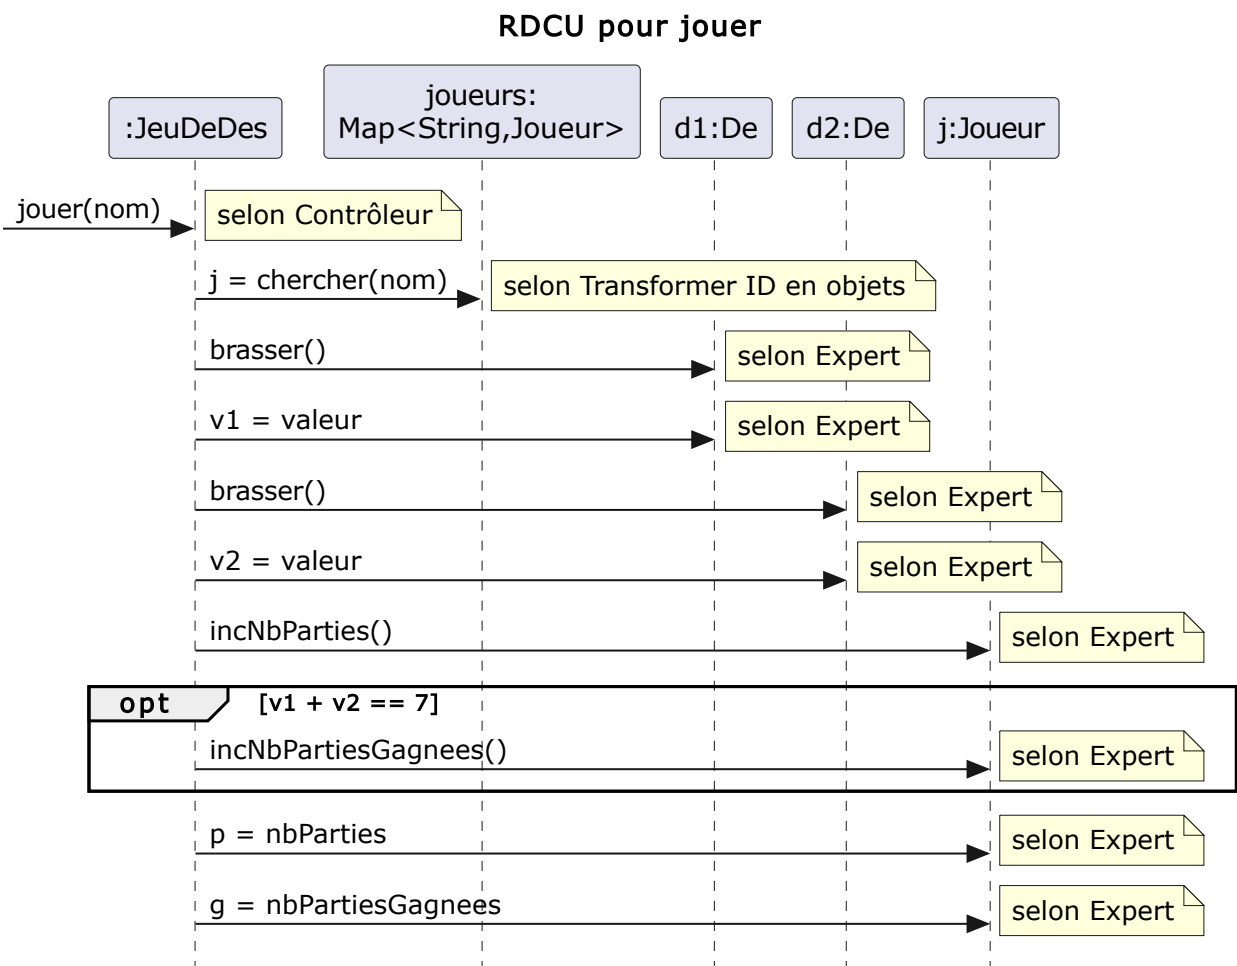 RDCU pour jouer
:JeuDeDes
joueurs:
Map<String,Joueur>
d1:De
d2:De
j:Joueur
jouer(nom)
selon Contrôleur
j = chercher(nom)
selon Transformer ID en objets
brasser()
selon Expert
v1 = valeur
selon Expert
brasser()
selon Expert
v2 = valeur
selon Expert
incNbParties()
selon Expert
opt
[v1 + v2 == 7]
incNbPartiesGagnees()
selon Expert
p = nbParties
selon Expert
g = nbPartiesGagnees
selon Expert